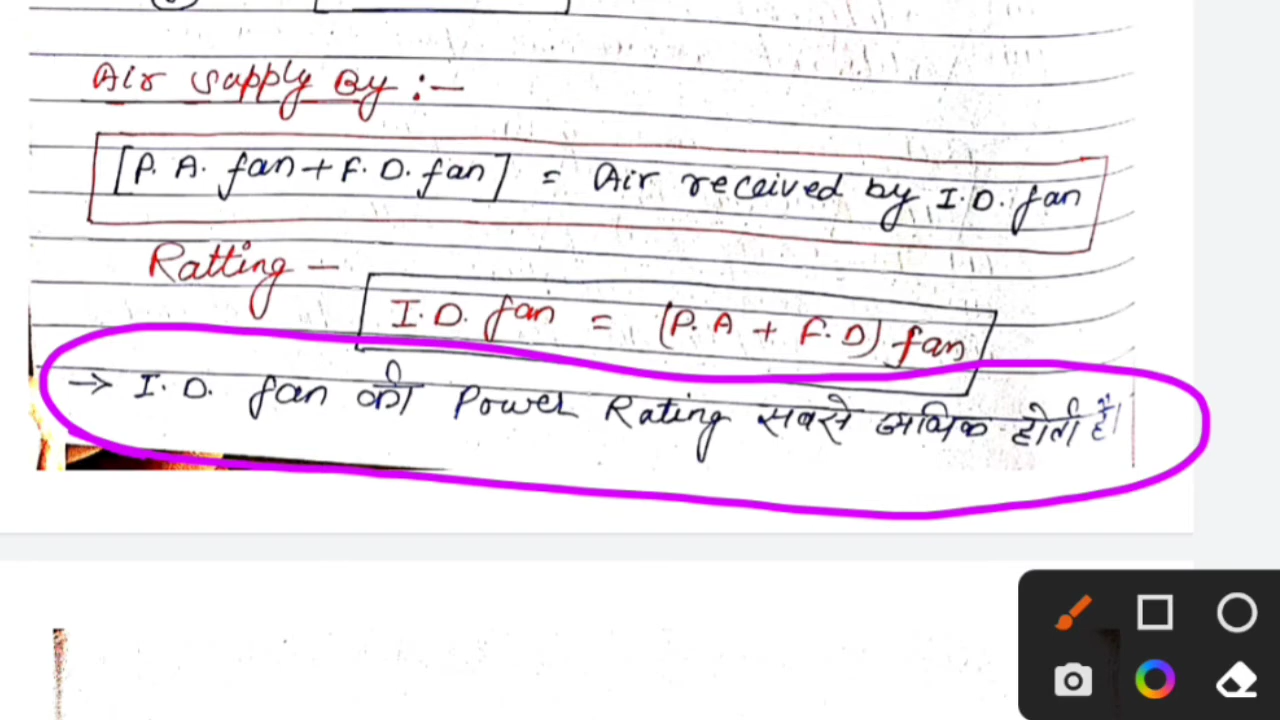 Air Supply By :-
[P. A. fan + F. D. fan] = Air received by I.D. fan
Ratting -
I.D. fan = (P.A + F.D) fan
→ I. D. fan की Power Rating सबसे अधिक होती है।